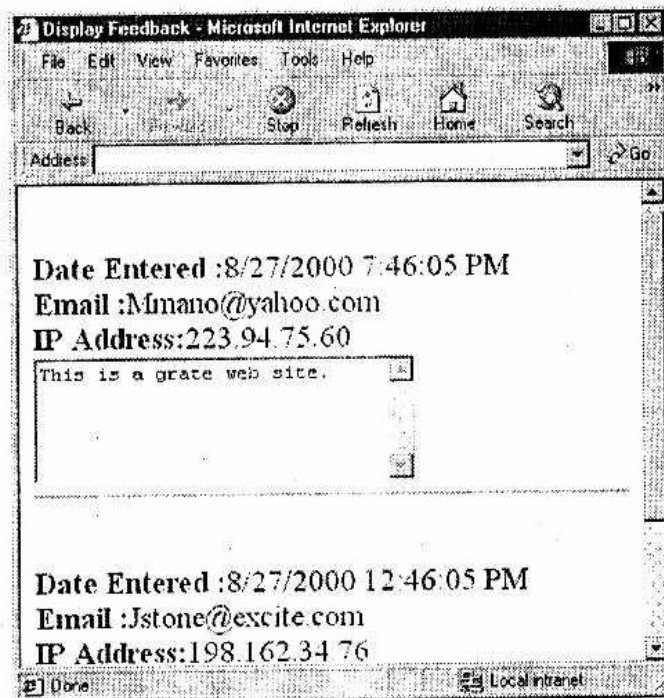 Display Feedback - Microsoft Internet Explorer
File Edit View Favorites Tools Help
Back Forward Stop Refresh Home Search
Address Go
Date Entered :8/27/2000 7:46:05 PM
Email :Mmano@yahoo.com
IP Address:223.94.75.60
This is a grate web site.
Date Entered :8/27/2000 12:46:05 PM
Email :Jstone@excite.com
IP Address:198.162.34.76
Done Local intranet